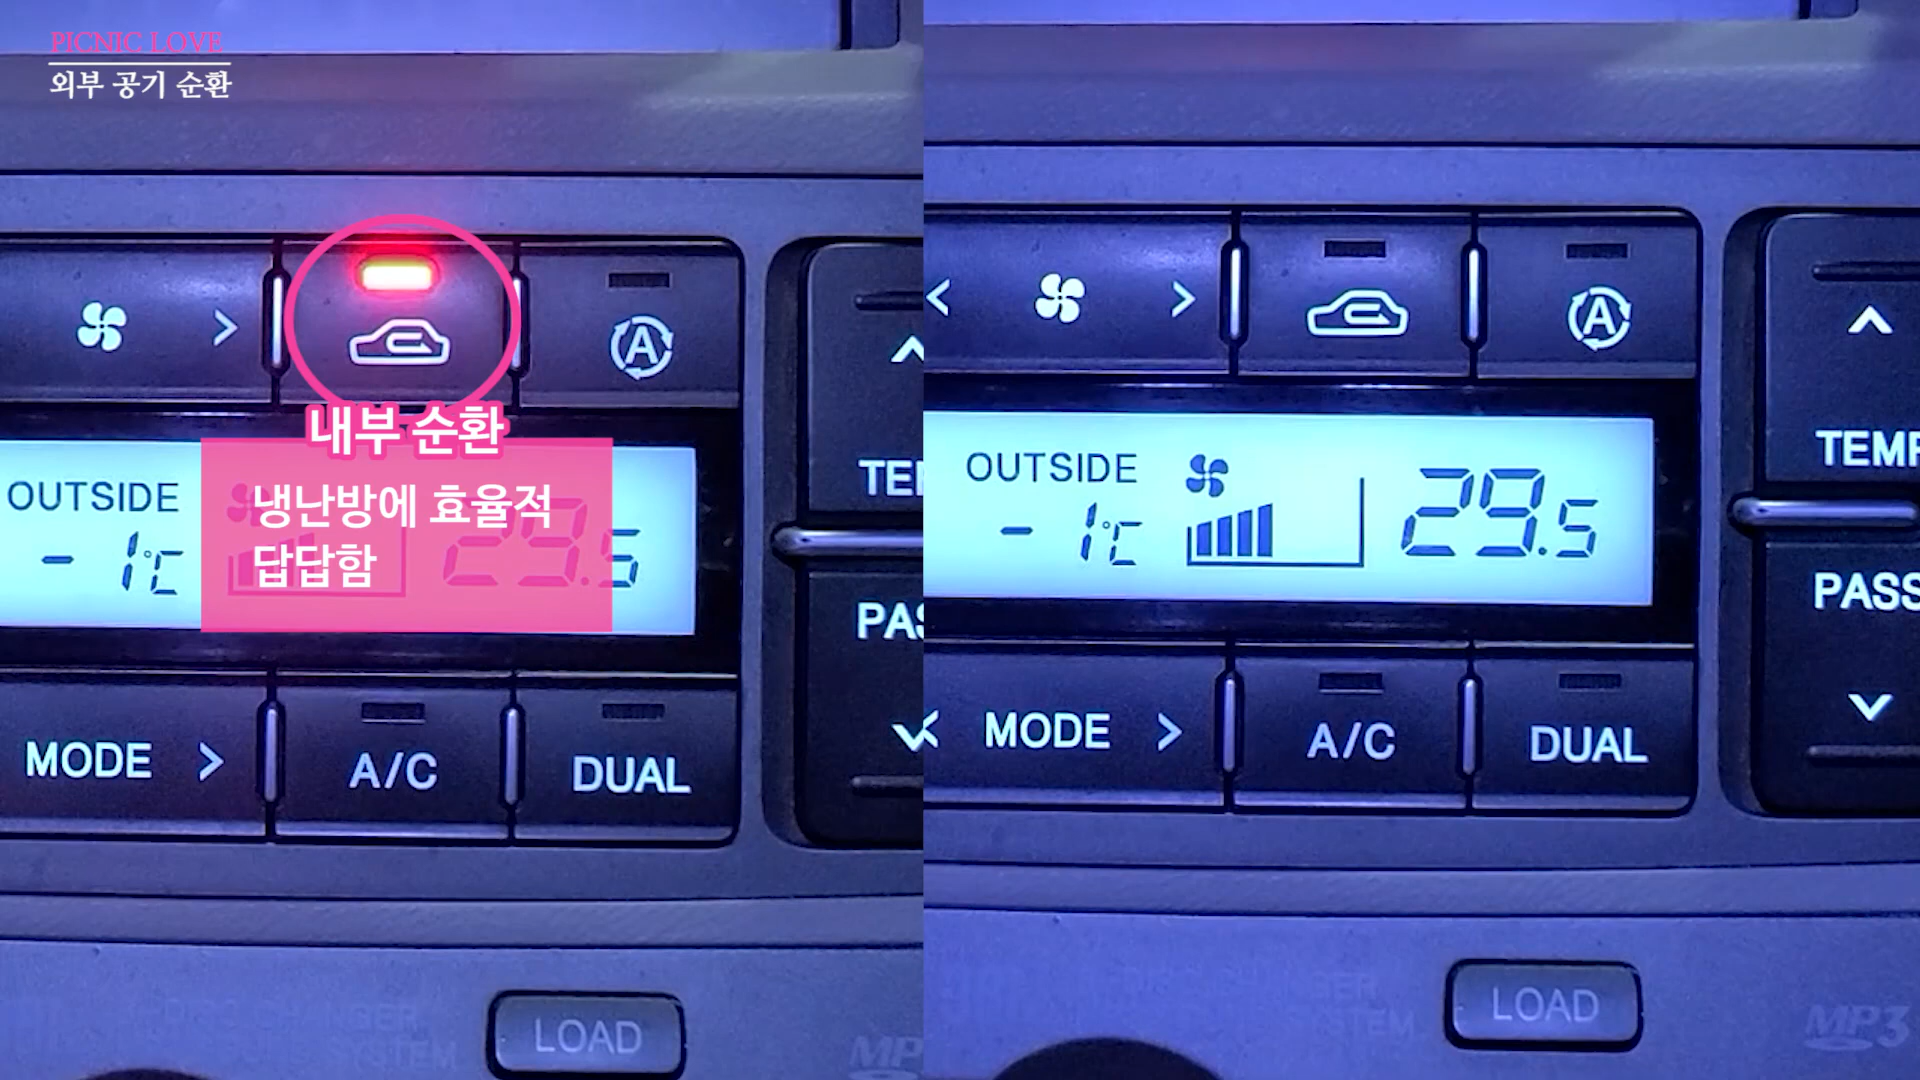 PICNIC LOVE
외부 공기 순환
내부 순환
냉난방에 효율적
답답함
OUTSIDE
-1°C
29.5
A
TE
PAS
MODE
A/C
DUAL
LOAD
MP
A
OUTSIDE
-1°C
29.5
TEMP
PASS
MODE
A/C
DUAL
LOAD
MP3